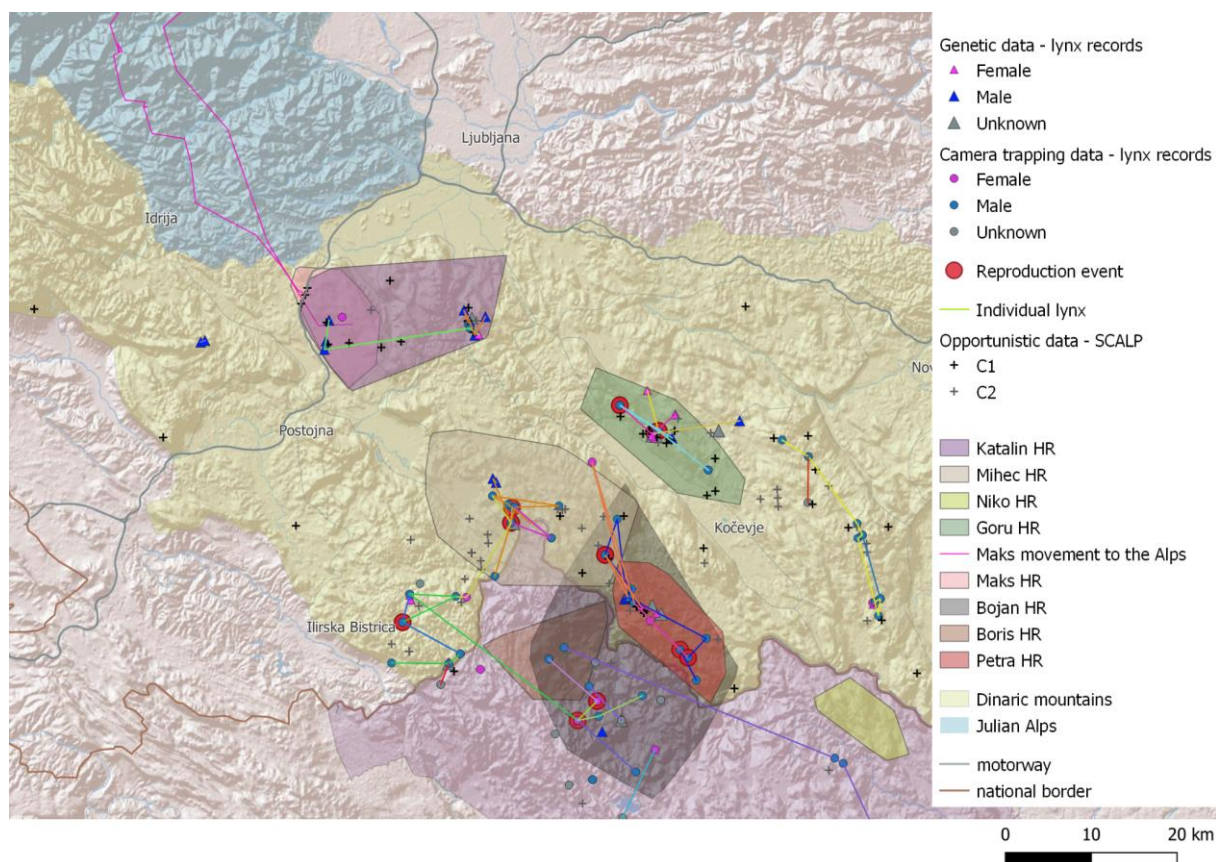 Ljubljana
Idrija
Postojna
Nov
Kočevje
Ilirska Bistrica
Genetic data - lynx records
Female
Male
Unknown
Camera trapping data - lynx records
Female
Male
Unknown
Reproduction event
Individual lynx
Opportunistic data - SCALP
C1
C2
Katalin HR
Mihec HR
Niko HR
Goru HR
Maks movement to the Alps
Maks HR
Bojan HR
Boris HR
Petra HR
Dinaric mountains
Julian Alps
motorway
national border
0 10 20 km